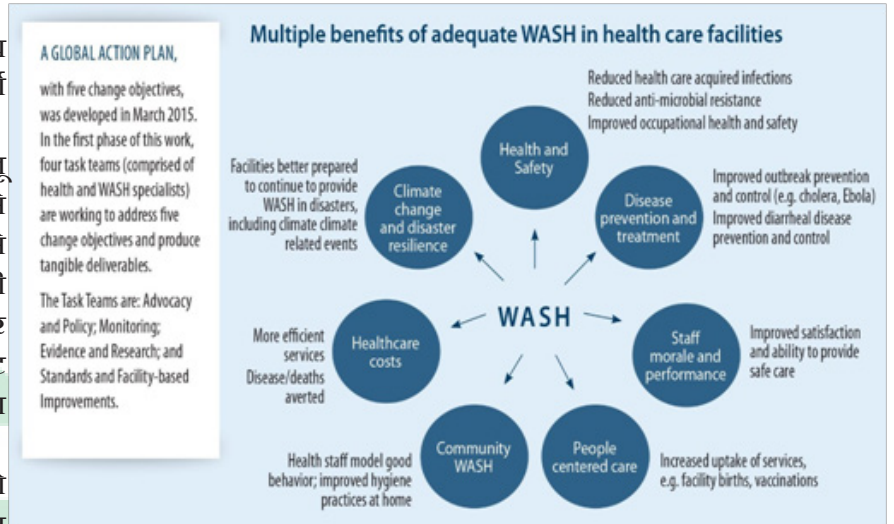 Multiple benefits of adequate WASH in health care facilities
A GLOBAL ACTION PLAN,
with five change objectives,
was developed in March 2015.
In the first phase of this work,
four task teams (comprised of
health and WASH specialists)
are working to address five
change objectives and produce
tangible deliverables.
The Task Teams are: Advocacy
and Policy; Monitoring;
Evidence and Research; and
Standards and Facility-based
Improvements.
Health and
Safety
Reduced health care acquired infections
Reduced anti-microbial resistance
Improved occupational health and safety
Disease
prevention and
treatment
Improved outbreak prevention
and control (e.g. cholera, Ebola)
Improved diarrheal disease
prevention and control
Staff
morale and
performance
Improved satisfaction
and ability to provide
safe care
People
centered care
Increased uptake of services,
e.g. facility births, vaccinations
Community
WASH
Health staff model good
behavior; improved hygiene
practices at home
Healthcare
costs
More efficient
services
Disease/deaths
averted
Climate
change
and disaster
resilience
Facilities better prepared
to continue to provide
WASH in disasters,
including climate climate
related events
WASH